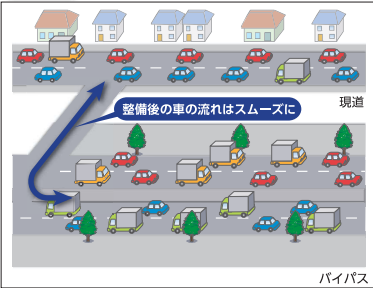 現道
整備後の車の流れはスムーズに
バイパス